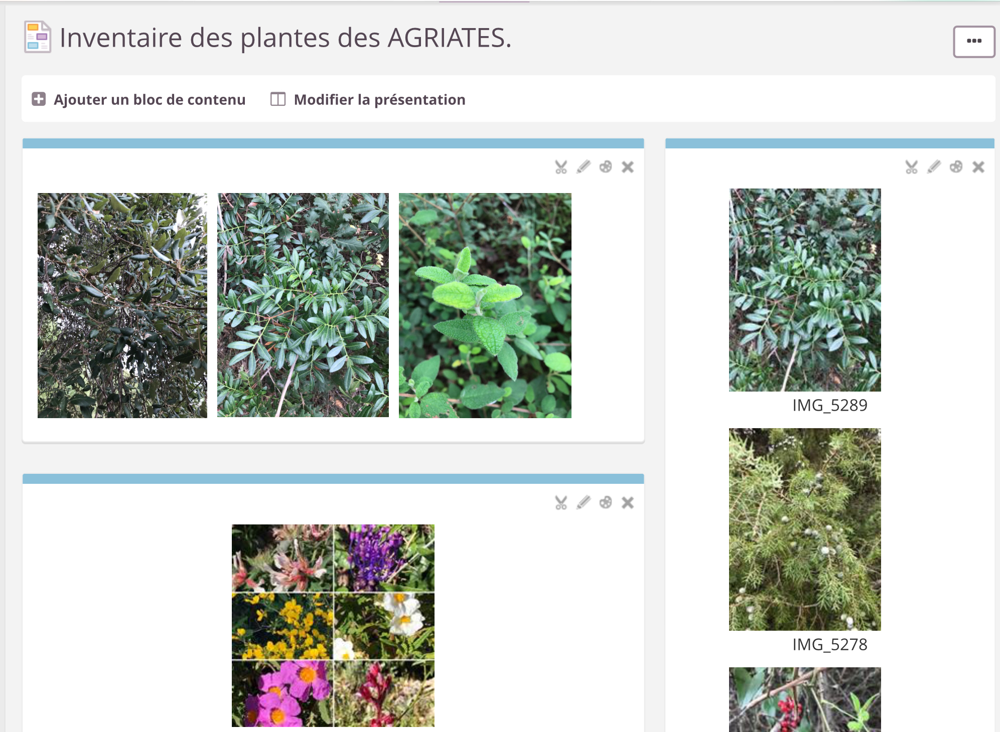 Inventaire des plantes des AGRIATES.
Ajouter un bloc de contenu
Modifier la présentation
IMG_5289
IMG_5278